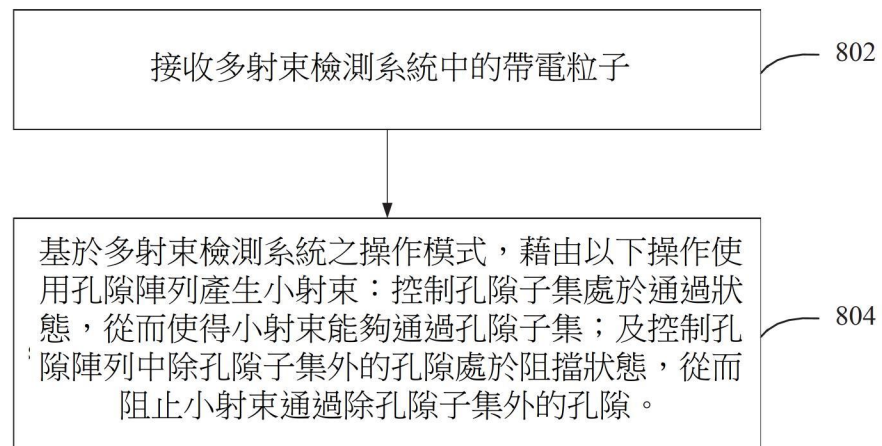 接收多射束檢測系統中的帶電粒子
802
基於多射束檢測系統之操作模式，藉由以下操作使
用孔隙陣列產生小射束：控制孔隙子集處於通過狀
態，從而使得小射束能夠通過孔隙子集；及控制孔
隙陣列中除孔隙子集外的孔隙處於阻擋狀態，從而
阻止小射束通過除孔隙子集外的孔隙。
804